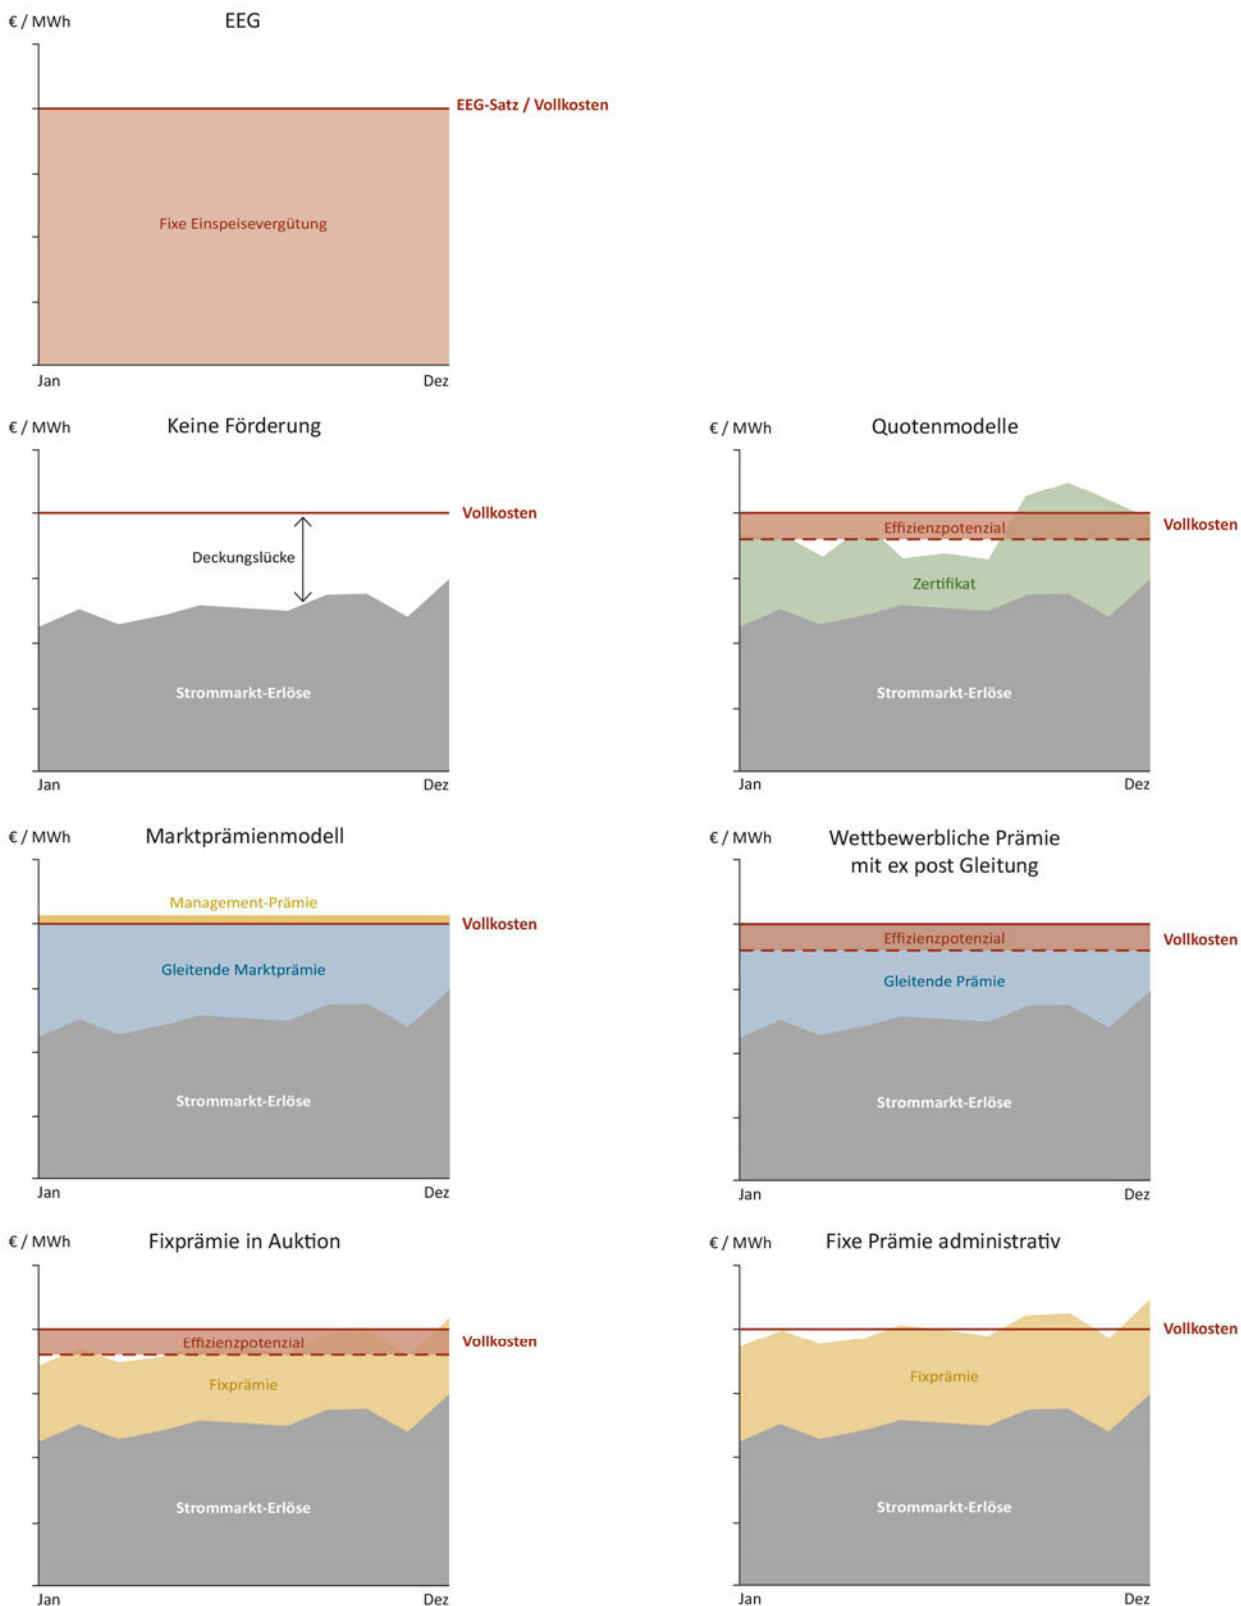 € / MWh
EEG
EEG-Satz / Vollkosten
Fixe Einspeisevergütung
Jan
Dez
€ / MWh
Keine Förderung
Vollkosten
Deckungslücke
Strommarkt-Erlöse
Jan
Dez
€ / MWh
Quotenmodelle
Effizienzpotenzial
Vollkosten
Zertifikat
Strommarkt-Erlöse
Jan
Dez
€ / MWh
Marktprämienmodell
Management-Prämie
Vollkosten
Gleitende Marktprämie
Strommarkt-Erlöse
Jan
Dez
€ / MWh
Wettbewerbliche Prämie
mit ex post Gleitung
Effizienzpotenzial
Vollkosten
Gleitende Prämie
Strommarkt-Erlöse
Jan
Dez
€ / MWh
Fixprämie in Auktion
Effizienzpotenzial
Vollkosten
Fixprämie
Strommarkt-Erlöse
Jan
Dez
€ / MWh
Fixe Prämie administrativ
Vollkosten
Fixprämie
Strommarkt-Erlöse
Jan
Dez